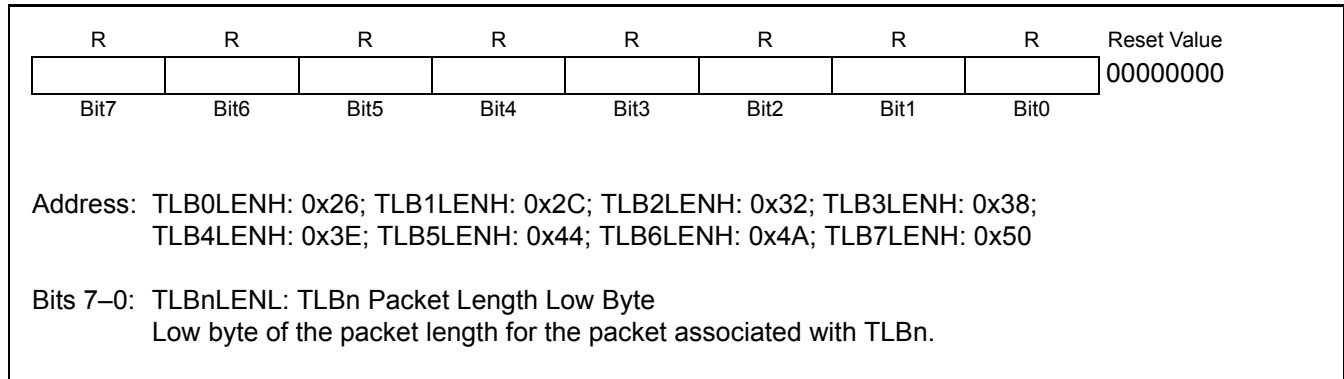 R R R R R R R R Reset Value
00000000
Bit7 Bit6 Bit5 Bit4 Bit3 Bit2 Bit1 Bit0
Address: TLB0LENH: 0x26; TLB1LENH: 0x2C; TLB2LENH: 0x32; TLB3LENH: 0x38;
TLB4LENH: 0x3E; TLB5LENH: 0x44; TLB6LENH: 0x4A; TLB7LENH: 0x50
Bits 7–0: TLBnLENL: TLBn Packet Length Low Byte
Low byte of the packet length for the packet associated with TLBn.